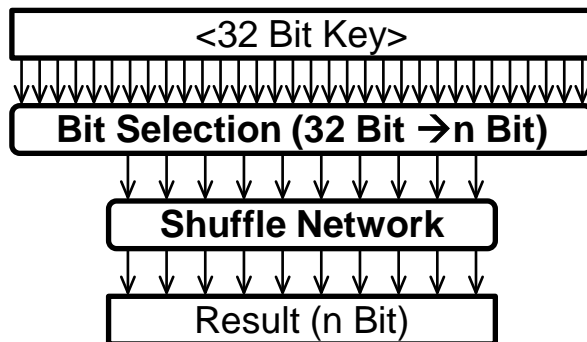 <32 Bit Key>
Bit Selection (32 Bit →n Bit)
Shuffle Network
Result (n Bit)